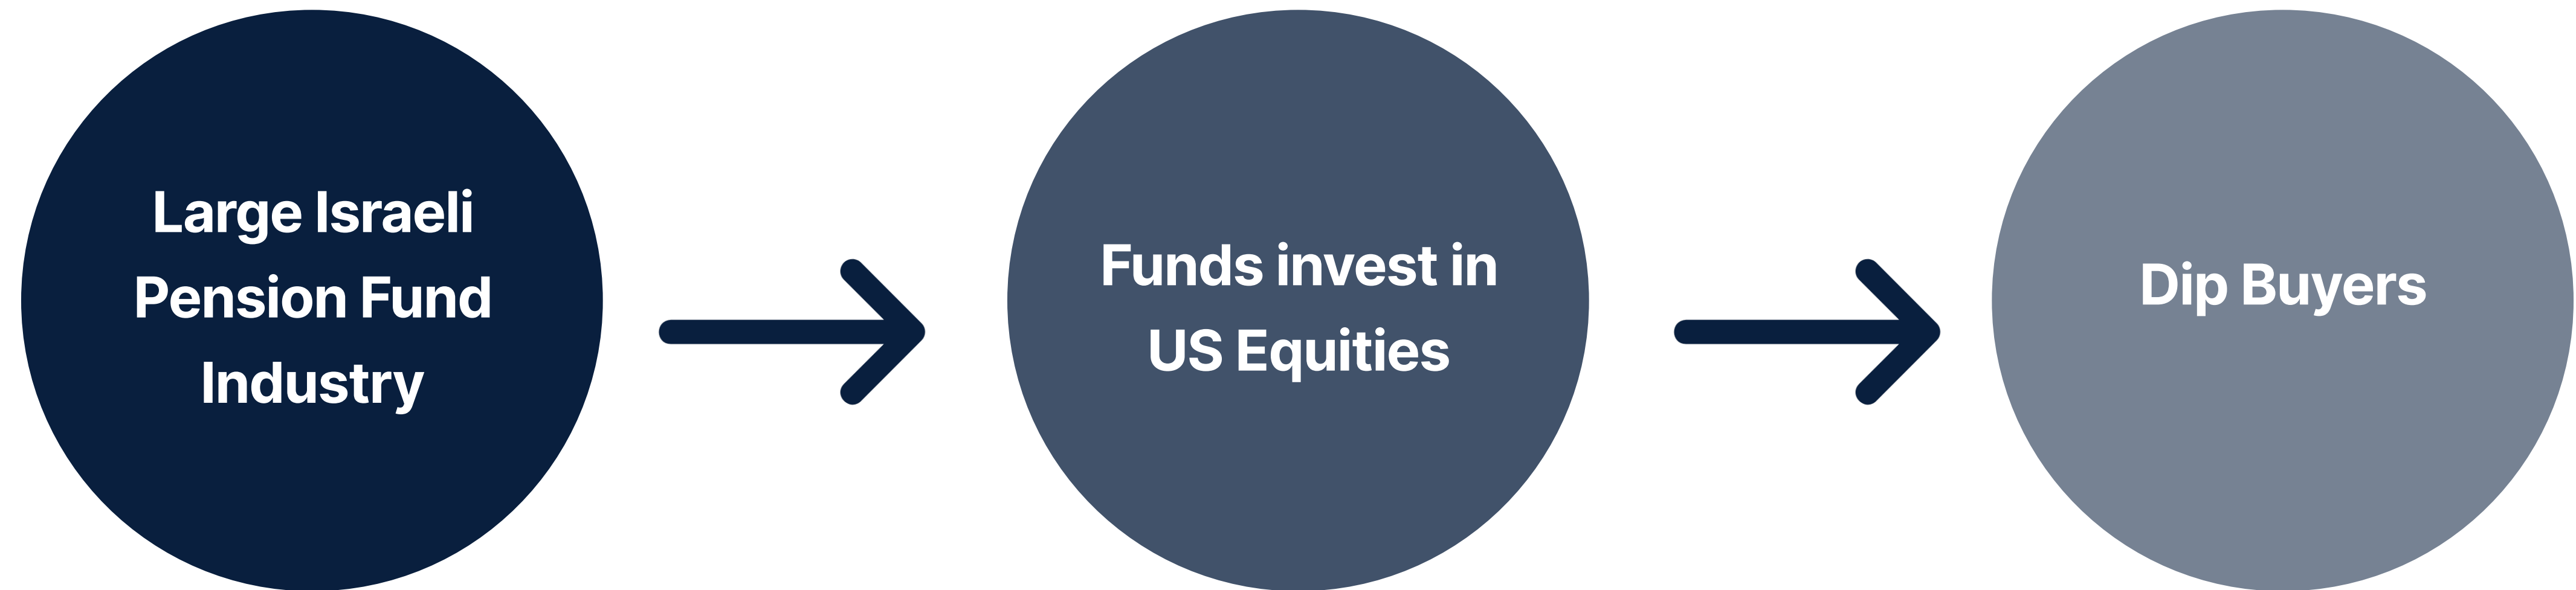 Large Israeli
Pension Fund
Industry
Funds invest in
US Equities
Dip Buyers